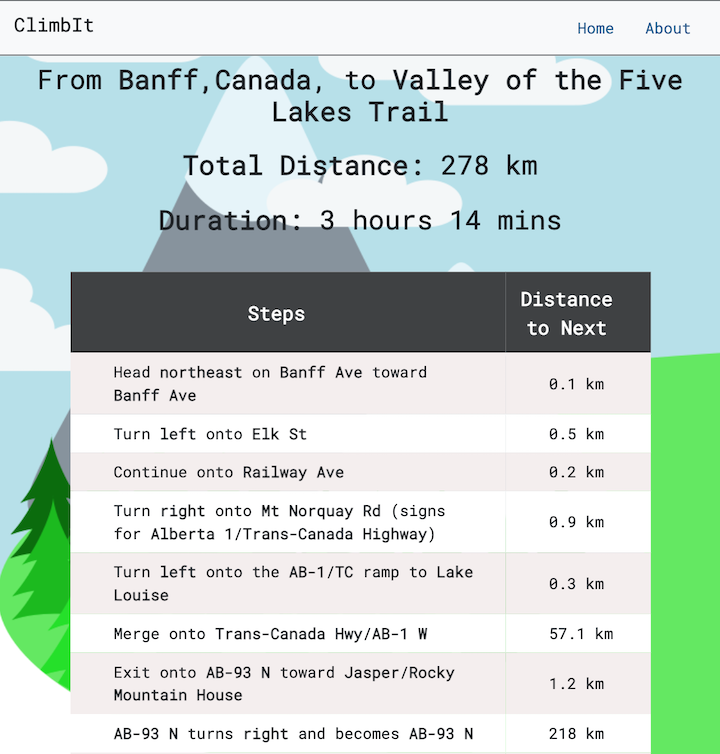 ClimbIt
Home About
From Banff,Canada, to Valley of the Five
Lakes Trail
Total Distance: 278 km
Duration: 3 hours 14 mins
Steps
Distance
to Next
Head northeast on Banff Ave toward
Banff Ave
0.1 km
Turn left onto Elk St
0.5 km
Continue onto Railway Ave
0.2 km
Turn right onto Mt Norquay Rd (signs
for Alberta 1/Trans-Canada Highway)
0.9 km
Turn left onto the AB-1/TC ramp to Lake
Louise
0.3 km
Merge onto Trans-Canada Hwy/AB-1 W
57.1 km
Exit onto AB-93 N toward Jasper/Rocky
Mountain House
1.2 km
AB-93 N turns right and becomes AB-93 N
218 km